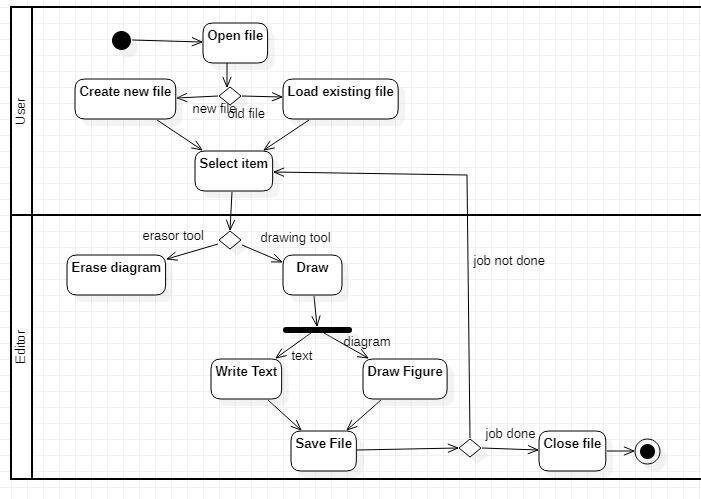 User
Open file
Create new file
Load existing file
new file
old file
Select item
Editor
erasor tool
drawing tool
Erase diagram
Draw
job not done
diagram
text
Write Text
Draw Figure
Save File
job done
Close file